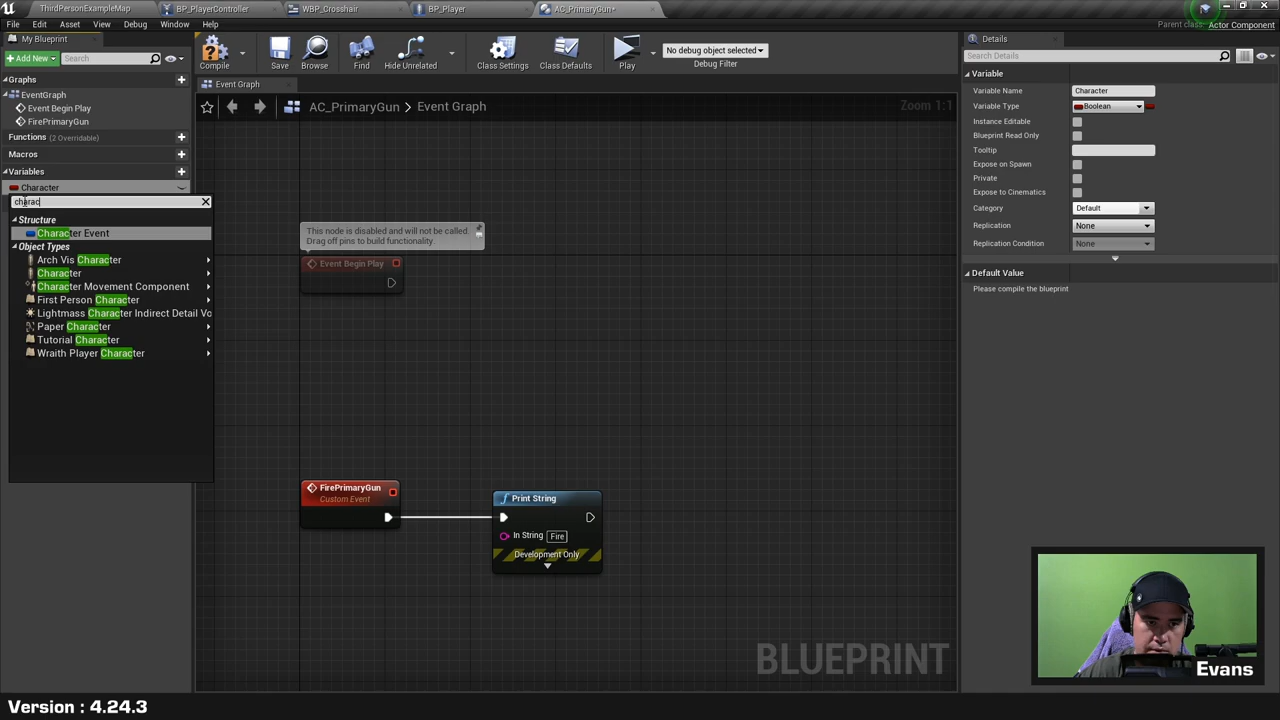 ThirdPersonExampleMap
BP_PlayerController
WBP_Crosshair
BP_Player
AC_PrimaryGun*
File Edit Asset View Debug Window Help
Parent class: Actor Component
My Blueprint
+ Add New
Search
Compile
Save
Browse
Find
Hide Unrelated
Class Settings
Class Defaults
Play
No debug object selected
Debug Filter
Graphs
EventGraph
Event Begin Play
FirePrimaryGun
Functions (2 Overridable)
Macros
Variables
Character
charac
Structure
Character Event
Object Types
Arch Vis Character
Character
Character Movement Component
First Person Character
Lightmass Character Indirect Detail Vo
Paper Character
Tutorial Character
Wraith Player Character
Event Graph
AC_PrimaryGun
Event Graph
Zoom 1:1
This node is disabled and will not be called.
Drag off pins to build functionality.
Event Begin Play
FirePrimaryGun
Custom Event
Print String
In String Fire
Development Only
BLUEPRINT
Details
Search Details
Variable
Variable Name Character
Variable Type Boolean
Instance Editable
Blueprint Read Only
Tooltip
Expose on Spawn
Private
Expose to Cinematics
Category Default
Replication None
Replication Condition None
Default Value
Please compile the blueprint
Evans
Version : 4.24.3